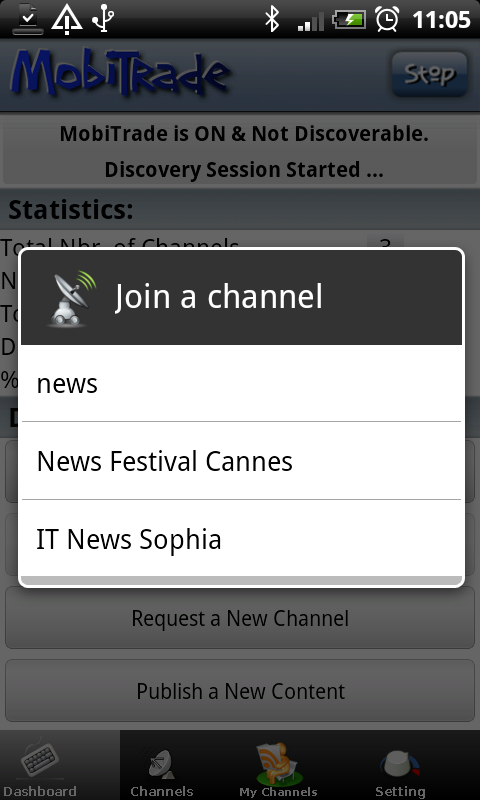 11:05
MobiTrade
Stop
MobiTrade is ON & Not Discoverable.
Discovery Session Started ...
Statistics:
Total Nbr. of Channels 3
Join a channel
news
News Festival Cannes
IT News Sophia
Request a New Channel
Publish a New Content
Dashboard
Channels
My Channels
Setting